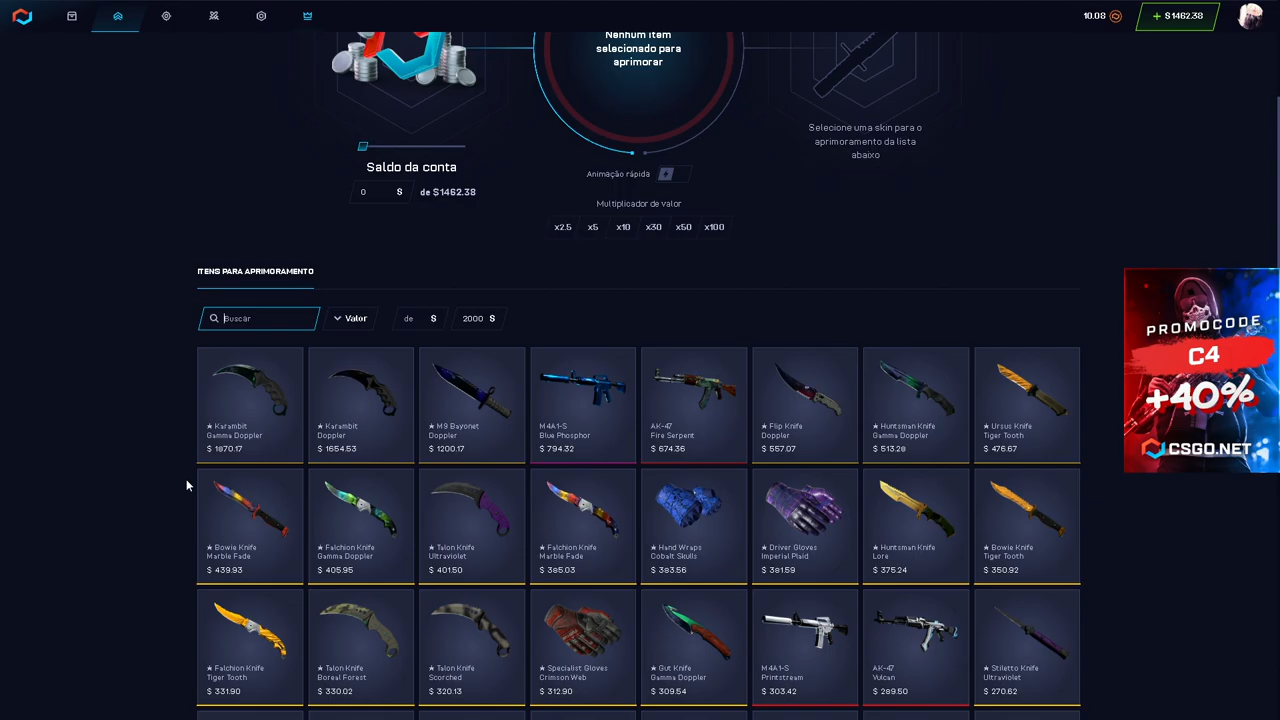 10.08
+ $ 1462.38
Nenhum item
selecionado para
aprimorar
Selecione uma skin para o
aprimoramento da lista
abaixo
Saldo da conta
0 $ de $1462.38
Animação rápida
Multiplicador de valor
x2.5 x5 x10 x30 x50 x100
ITENS PARA APRIMORAMENTO
Buscar Valor de $ 2000 $
★ Karambit
Gamma Doppler
$ 1870.17
★ Karambit
Doppler
$ 1654.53
★ M9 Bayonet
Doppler
$ 1200.17
M4A1-S
Blue Phosphor
$ 794.32
AK-47
Fire Serpent
$ 674.36
★ Flip Knife
Doppler
$ 557.07
★ Huntsman Knife
Gamma Doppler
$ 513.28
★ Ursus Knife
Tiger Tooth
$ 476.67
★ Bowie Knife
Marble Fade
$ 439.93
★ Falchion Knife
Gamma Doppler
$ 405.95
★ Talon Knife
Ultraviolet
$ 401.50
★ Falchion Knife
Marble Fade
$ 385.03
★ Hand Wraps
Cobalt Skulls
$ 383.56
★ Driver Gloves
Imperial Plaid
$ 381.59
★ Huntsman Knife
Lore
$ 375.24
★ Bowie Knife
Tiger Tooth
$ 350.92
★ Falchion Knife
Tiger Tooth
$ 331.90
★ Talon Knife
Boreal Forest
$ 330.02
★ Talon Knife
Scorched
$ 320.13
★ Specialist Gloves
Crimson Web
$ 312.90
★ Gut Knife
Gamma Doppler
$ 309.54
M4A1-S
Printstream
$ 303.42
AK-47
Vulcan
$ 289.50
★ Stiletto Knife
Ultraviolet
$ 270.62
PROMOCODE
C4
+40%
CSGO.NET